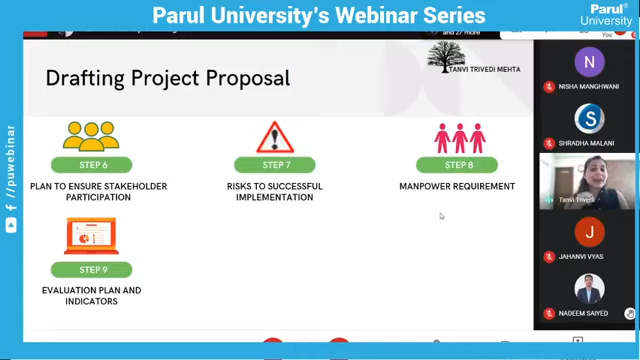 Parul University's Webinar Series
Parul®
University
and 27 more
You
Drafting Project Proposal
TANVI TRIVEDI MEHTA
N
NISHA MANGHWANI
S
SHRADHA MALANI
Tanvi Trivedi
J
JAHANVI VYAS
NADEEM SAIYED
STEP 6
STEP 7
STEP 8
PLAN TO ENSURE STAKEHOLDER
PARTICIPATION
RISKS TO SUCCESSFUL
IMPLEMENTATION
MANPOWER REQUIREMENT
STEP 9
EVALUATION PLAN AND
INDICATORS
/puwebinar